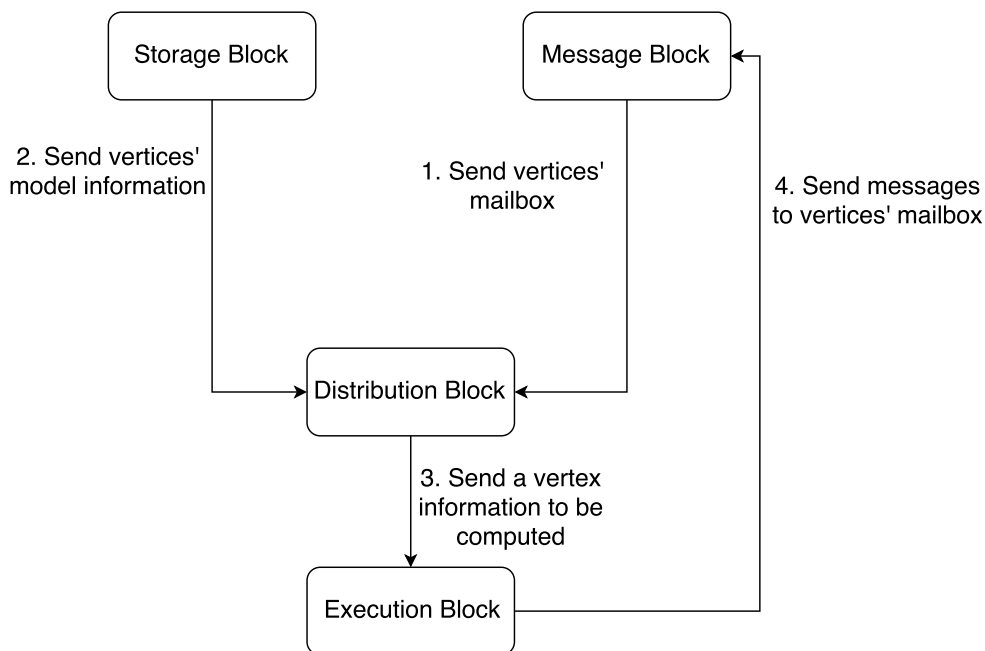 Storage Block
Message Block
2. Send vertices'
model information
1. Send vertices'
mailbox
4. Send messages
to vertices' mailbox
Distribution Block
3. Send a vertex
information to be
computed
Execution Block